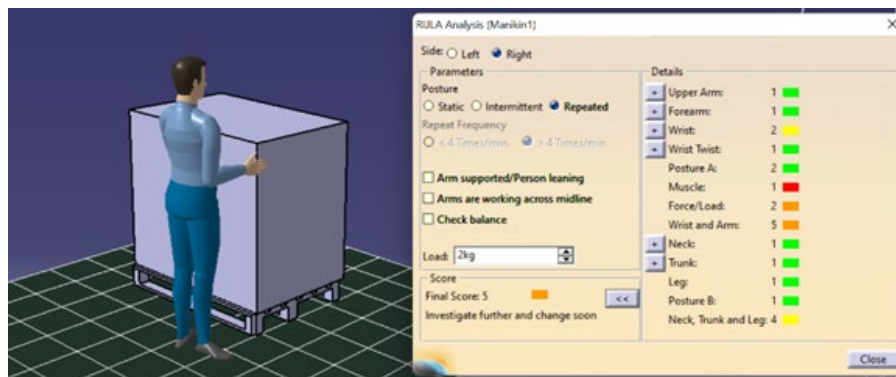 RULA Analysis (Manikin1)
Side: Left Right
Parameters
Posture
Static Intermittent Repeated
Repeat Frequency
< 4 Times/min. > 4 Times/min.
Arm supported/Person leaning
Arms are working across midline
Check balance
Load: 2kg
Score
Final Score: 5
<<
Investigate further and change soon
Details
+ Upper Arm: 1
+ Forearm: 1
+ Wrist: 2
+ Wrist Twist: 1
Posture A: 2
Muscle: 1
Force/Load: 2
Wrist and Arm: 5
+ Neck: 1
+ Trunk: 1
Leg: 1
Posture B: 1
Neck, Trunk and Leg: 4
Close